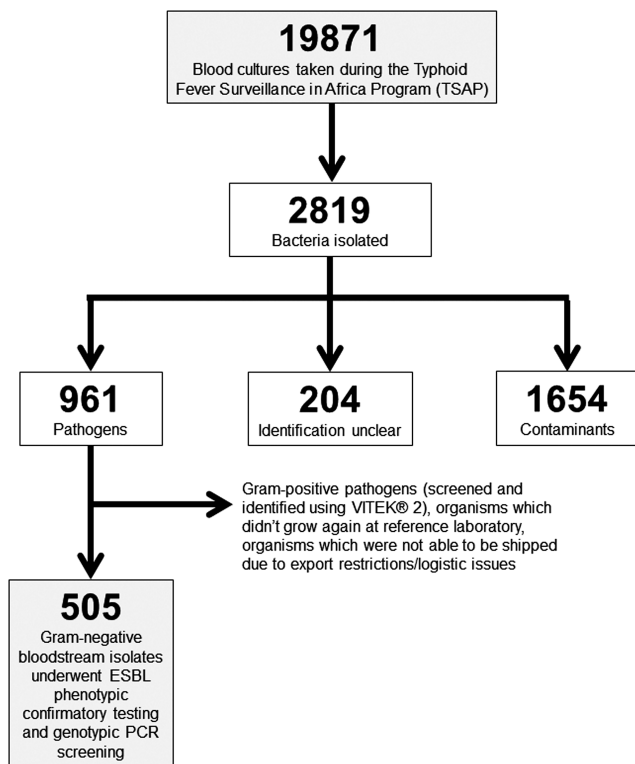 19871
Blood cultures taken during the Typhoid
Fever Surveillance in Africa Program (TSAP)
2819
Bacteria isolated
961
Pathogens
204
Identification unclear
1654
Contaminants
Gram-positive pathogens (screened and
identified using VITEK® 2), organisms which
didn't grow again at reference laboratory,
organisms which were not able to be shipped
due to export restrictions/logistic issues
505
Gram-negative
bloodstream isolates
underwent ESBL
phenotypic
confirmatory testing
and genotypic PCR
screening